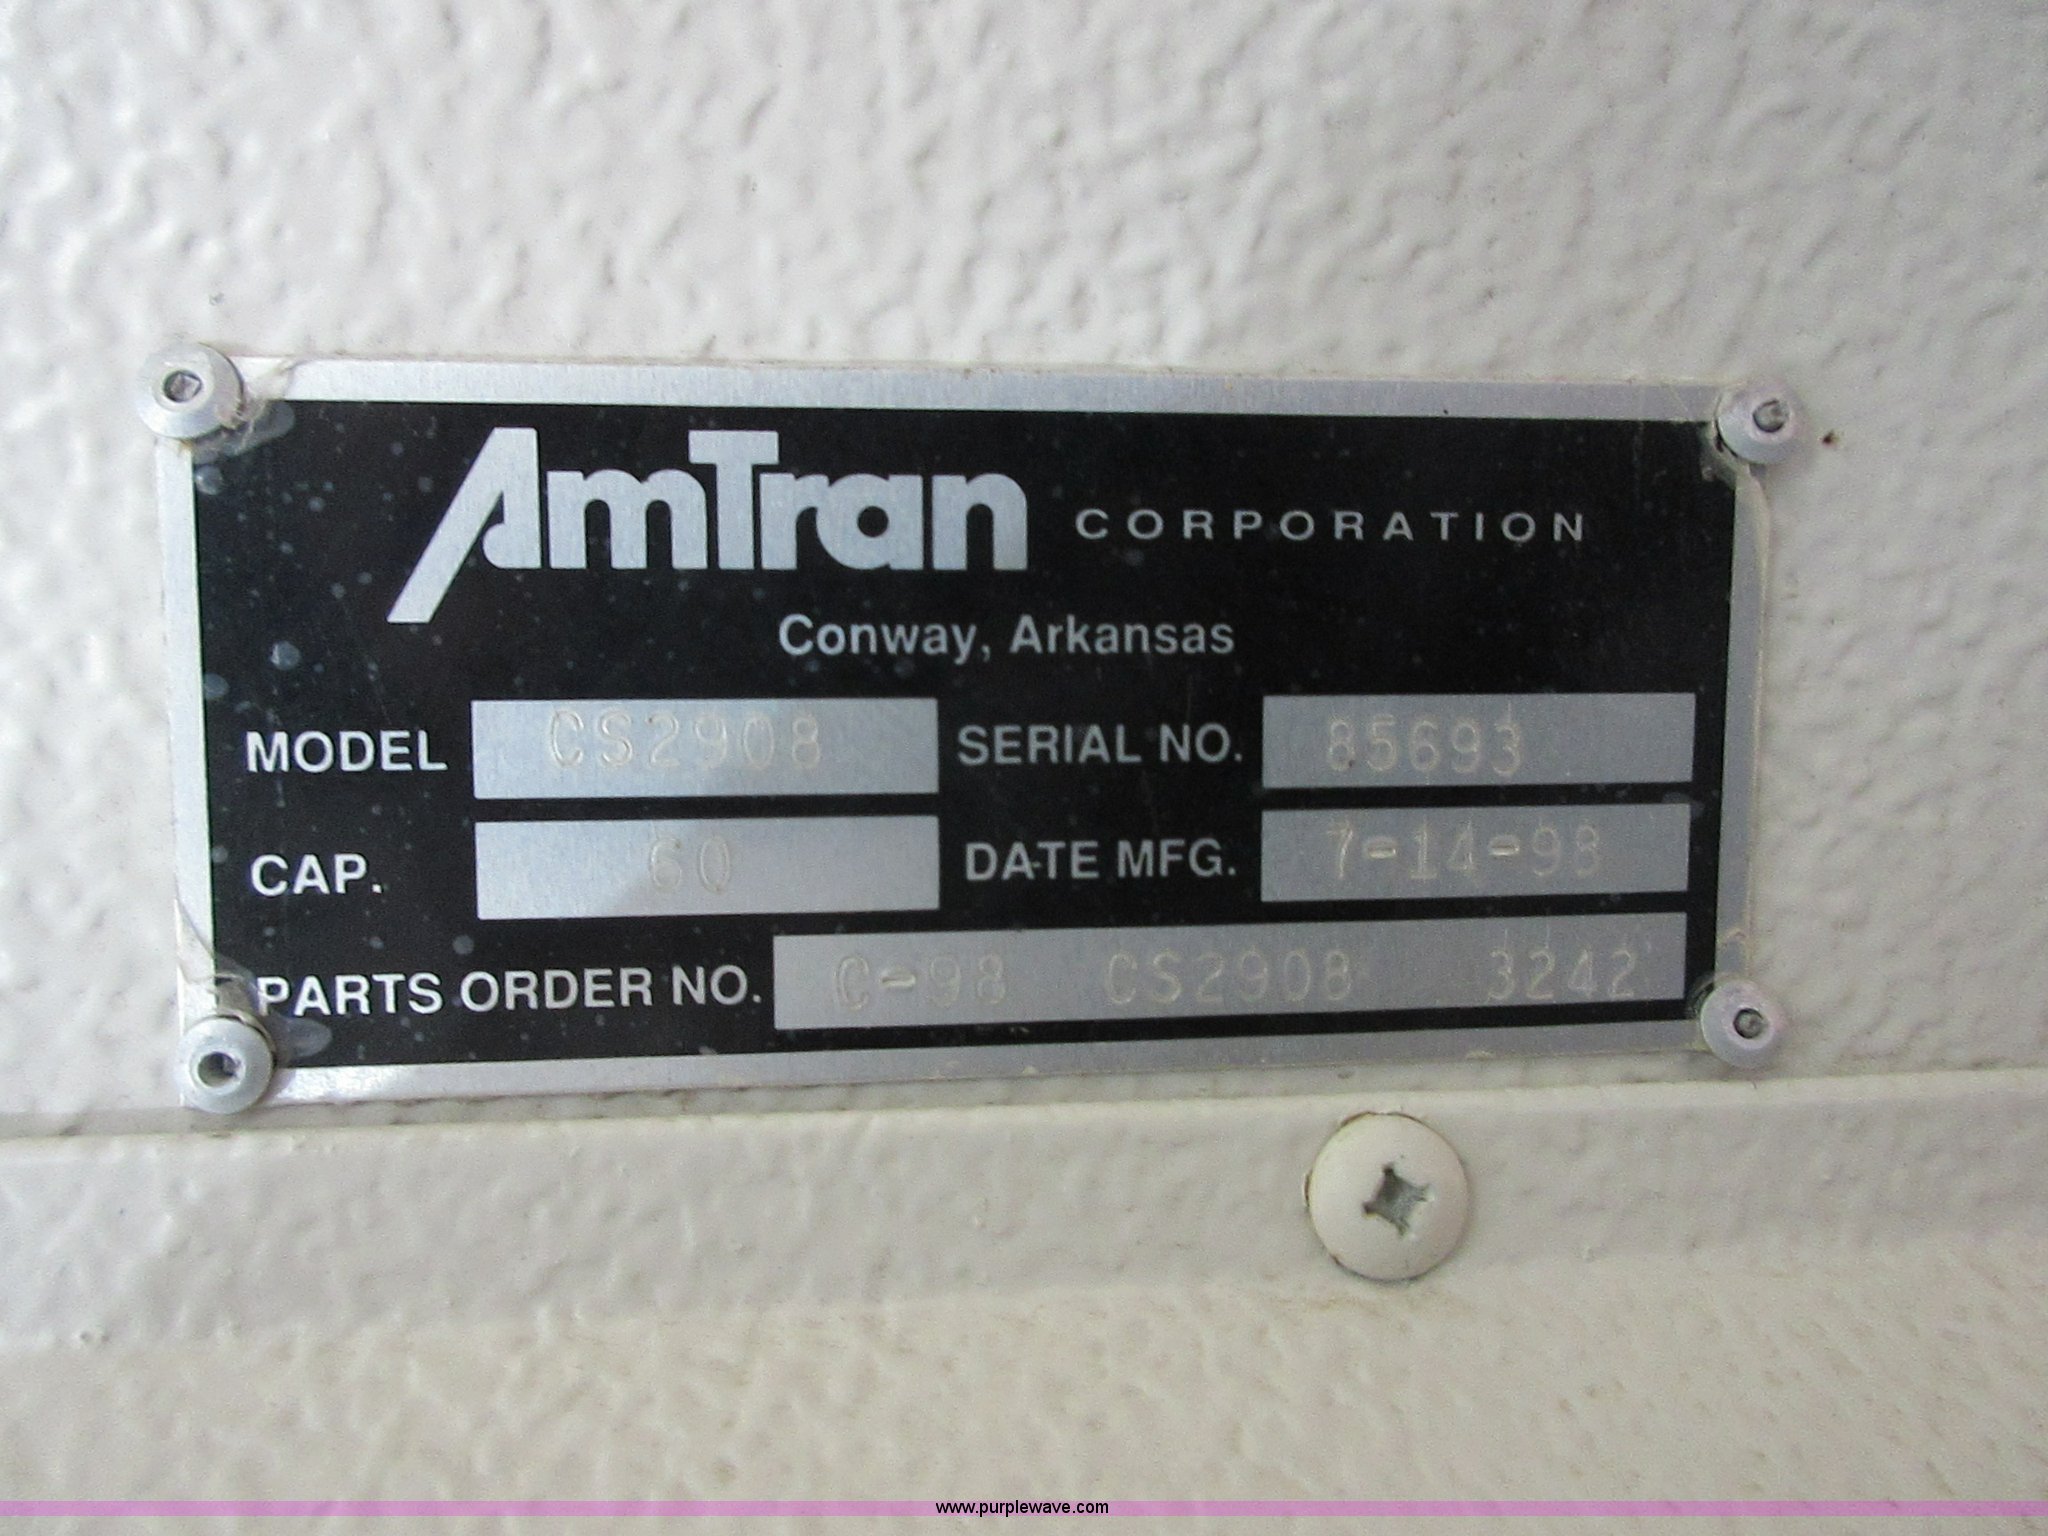 AmTran CORPORATION
Conway, Arkansas
MODEL CS2908 SERIAL NO. 85693
CAP. 60 DATE MFG. 7-14-98
PARTS ORDER NO. C-98 CS2908 3242
www.purplewave.com